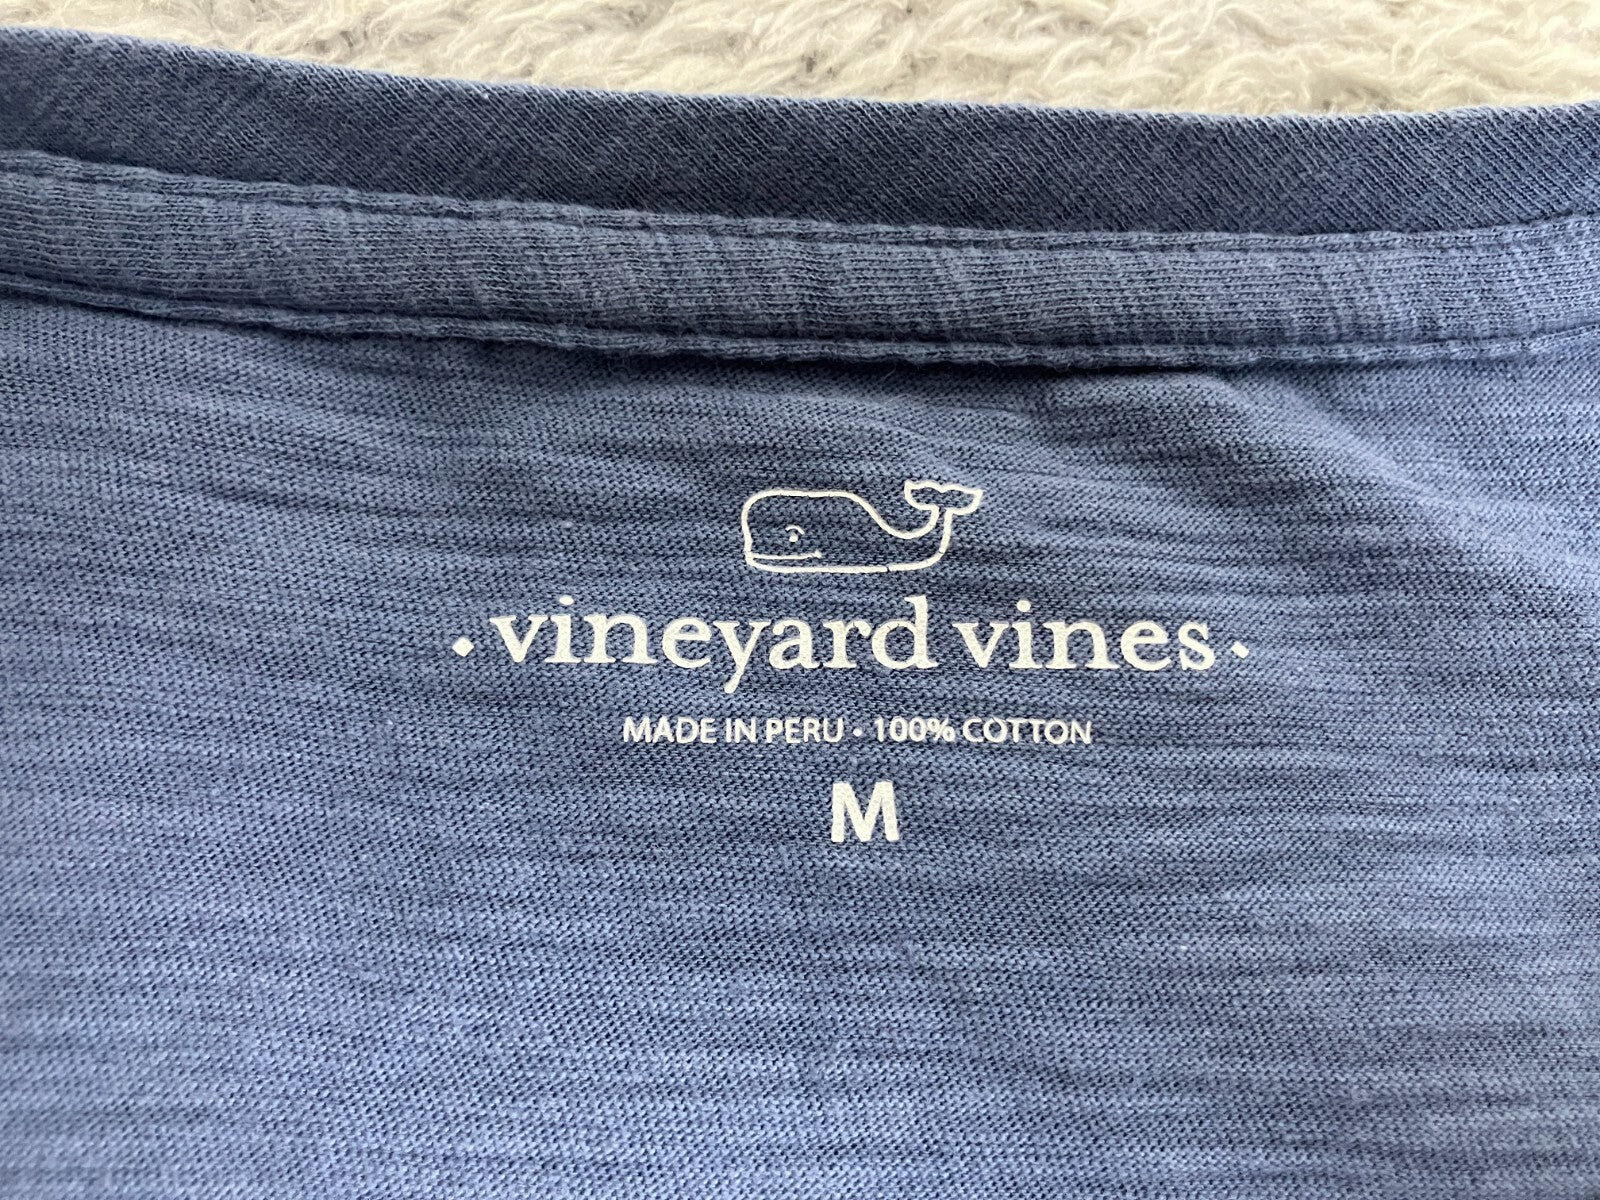 • vineyard vines •
MADE IN PERU • 100% COTTON
M